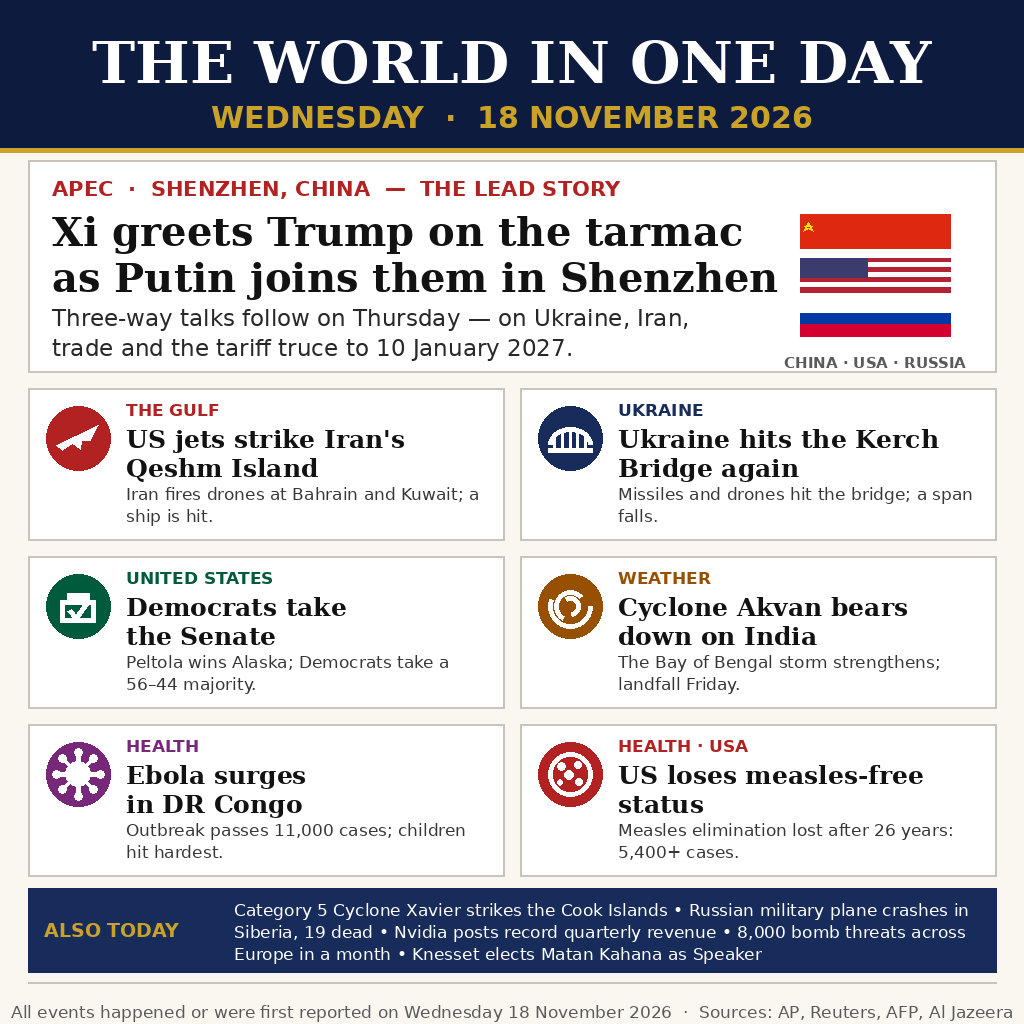 THE WORLD IN ONE DAY
WEDNESDAY · 18 NOVEMBER 2026
APEC · SHENZHEN, CHINA — THE LEAD STORY
Xi greets Trump on the tarmac
as Putin joins them in Shenzhen
Three-way talks follow on Thursday — on Ukraine, Iran,
trade and the tariff truce to 10 January 2027.
CHINA · USA · RUSSIA
THE GULF
US jets strike Iran's
Qeshm Island
Iran fires drones at Bahrain and Kuwait; a
ship is hit.
UKRAINE
Ukraine hits the Kerch
Bridge again
Missiles and drones hit the bridge; a span
falls.
UNITED STATES
Democrats take
the Senate
Peltola wins Alaska; Democrats take a
56–44 majority.
WEATHER
Cyclone Akvan bears
down on India
The Bay of Bengal storm strengthens;
landfall Friday.
HEALTH
Ebola surges
in DR Congo
Outbreak passes 11,000 cases; children
hit hardest.
HEALTH · USA
US loses measles-free
status
Measles elimination lost after 26 years:
5,400+ cases.
ALSO TODAY
Category 5 Cyclone Xavier strikes the Cook Islands • Russian military plane crashes in
Siberia, 19 dead • Nvidia posts record quarterly revenue • 8,000 bomb threats across
Europe in a month • Knesset elects Matan Kahana as Speaker
All events happened or were first reported on Wednesday 18 November 2026 · Sources: AP, Reuters, AFP, Al Jazeera